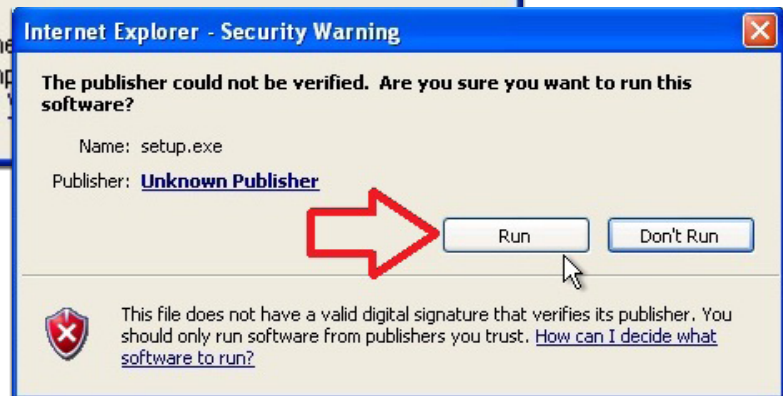 Internet Explorer - Security Warning
The publisher could not be verified. Are you sure you want to run this
software?
Name: setup.exe
Publisher: Unknown Publisher
Run Don't Run
This file does not have a valid digital signature that verifies its publisher. You
should only run software from publishers you trust. How can I decide what
software to run?